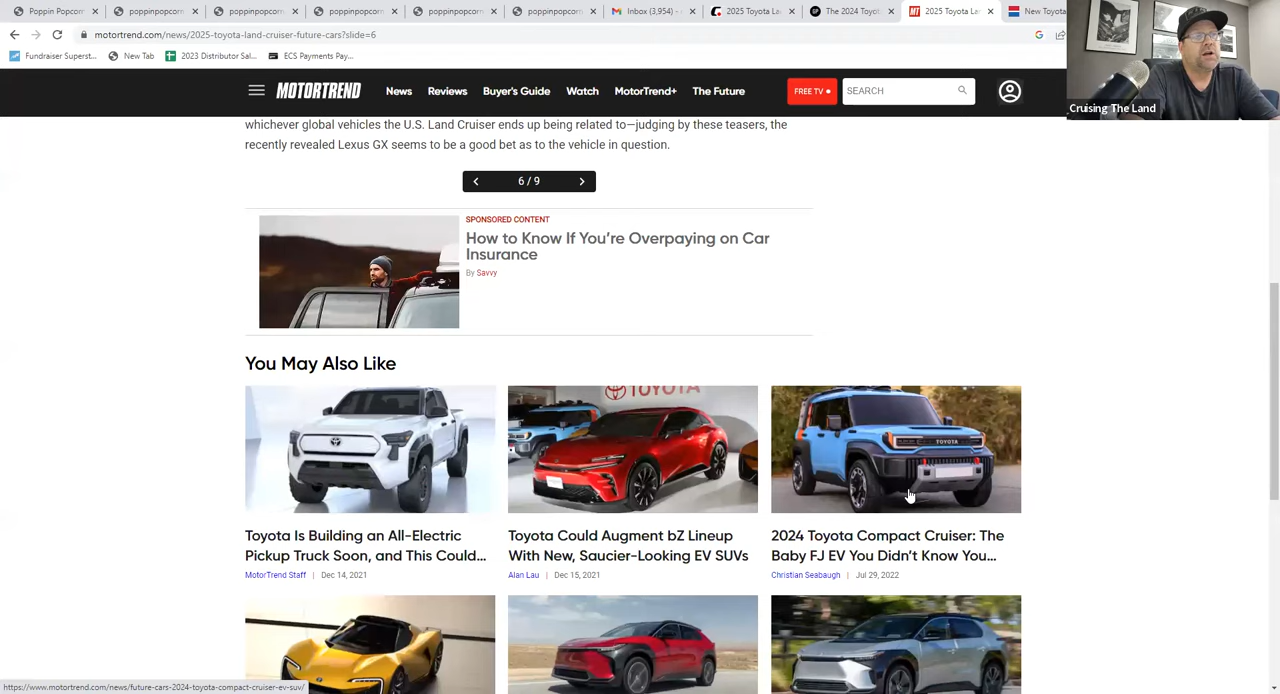 Poppin Popcorn
poppinpopcorn
poppinpopcorn
poppinpopcorn
poppinpopcorn
poppinpopcorn
Inbox (3,954) -
2025 Toyota La
The 2024 Toyot
2025 Toyota La
New Toyota
motortrend.com/news/2025-toyota-land-cruiser-future-cars?slide=6
Fundraiser Superst...
New Tab
2023 Distributor Sal...
ECS Payments Pay...
MOTORTREND
News
Reviews
Buyer's Guide
Watch
MotorTrend+
The Future
FREE TV
SEARCH
Cruising The Land
whichever global vehicles the U.S. Land Cruiser ends up being related to—judging by these teasers, the
recently revealed Lexus GX seems to be a good bet as to the vehicle in question.
6 / 9
SPONSORED CONTENT
How to Know If You're Overpaying on Car
Insurance
By Savvy
You May Also Like
TOYOTA
TOYOTA
Toyota Is Building an All-Electric
Pickup Truck Soon, and This Could...
MotorTrend Staff | Dec 14, 2021
Toyota Could Augment bZ Lineup
With New, Saucier-Looking EV SUVs
Alan Lau | Dec 15, 2021
2024 Toyota Compact Cruiser: The
Baby FJ EV You Didn't Know You...
Christian Seabaugh | Jul 29, 2022
https://www.motortrend.com/news/future-cars-2024-toyota-compact-cruiser-ev-suv/